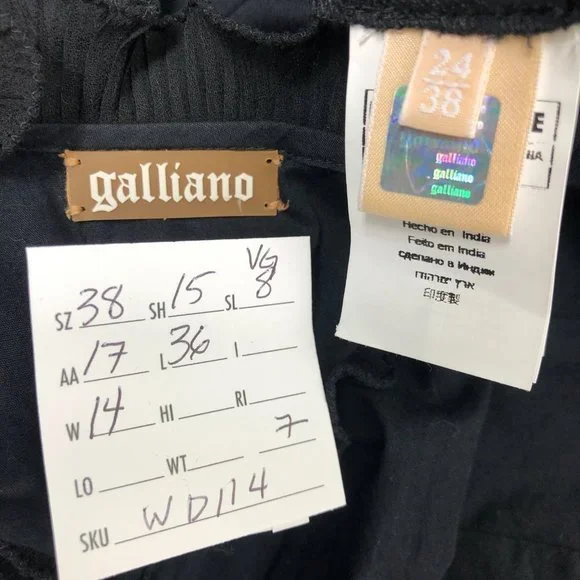 galliano
24
38
galliano
galliano
galliano
Hecho en India
Feito em India
сделано в Индии
印度製
VG
SZ 38 SH 15 SL 8
AA 17 L 36 I
W 14 HI RI
LO WT 7
SKU WD114